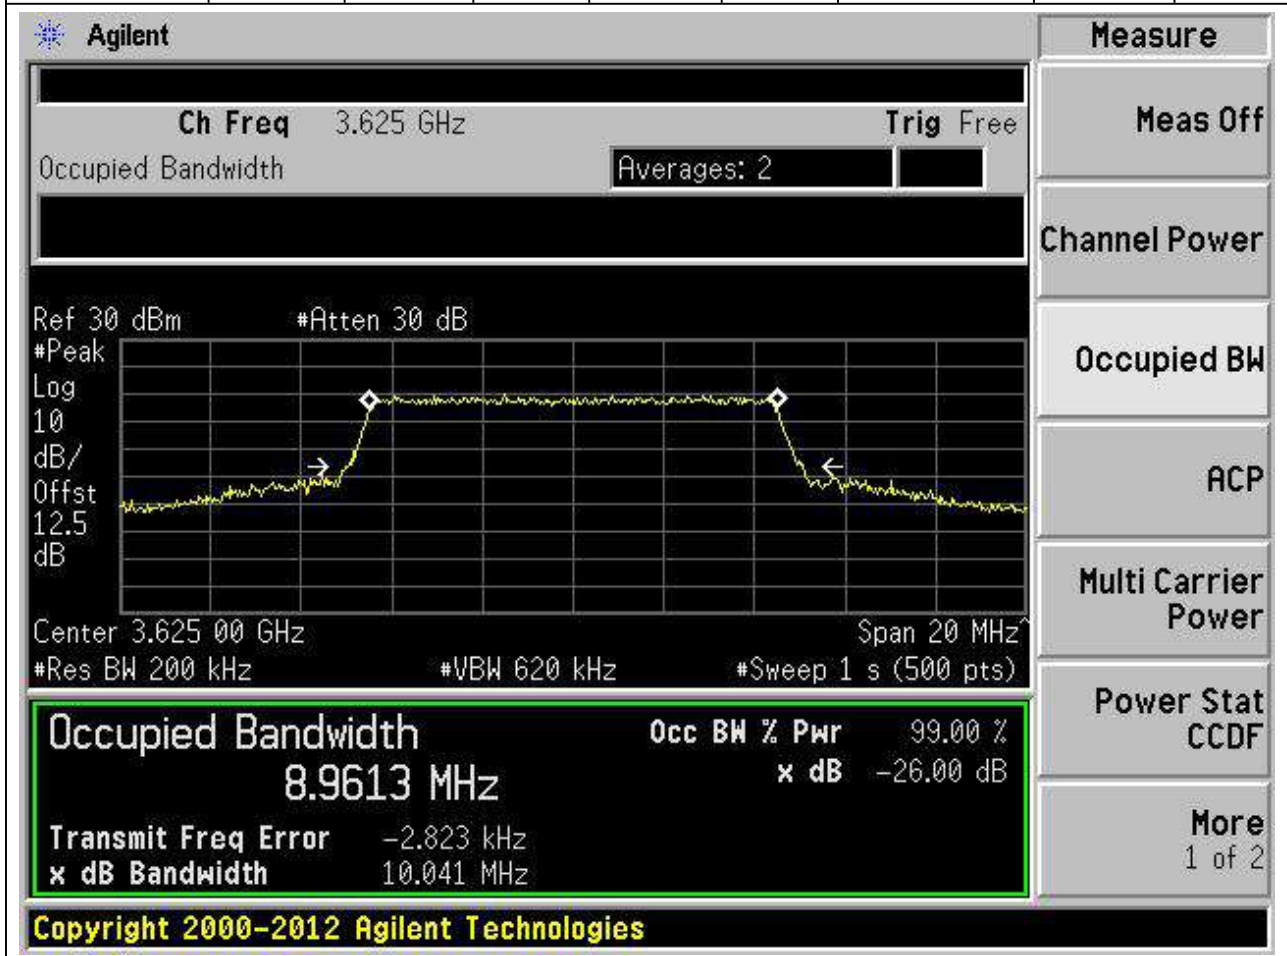 Agilent
Measure
Ch Freq 3.625 GHz
Trig Free
Occupied Bandwidth
Averages: 2
Meas Off
Channel Power
Occupied BW
ACP
Multi Carrier
Power
Power Stat
CCDF
More
1 of 2
Ref 30 dBm #Atten 30 dB
#Peak
Log
10
dB/
Offst
12.5
dB
Center 3.625 00 GHz Span 20 MHz^
#Res BW 200 kHz #VBW 620 kHz #Sweep 1 s (500 pts)
Occupied Bandwidth
8.9613 MHz
Occ BW % Pwr 99.00 %
x dB -26.00 dB
Transmit Freq Error -2.823 kHz
x dB Bandwidth 10.041 MHz
Copyright 2000-2012 Agilent Technologies